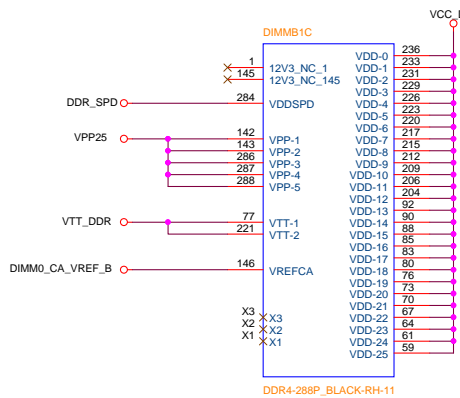 VCC_
DIMMB1C
1 12V3_NC_1
145 12V3_NC_145
DDR_SPD 284 VDDSPD
VPP25 142 VPP-1
143 VPP-2
286 VPP-3
287 VPP-4
288 VPP-5
VTT_DDR 77 VTT-1
221 VTT-2
DIMM0_CA_VREF_B 146 VREFCA
X3 X3
X2 X2
X1 X1
VDD-0 236
VDD-1 233
VDD-2 231
VDD-3 229
VDD-4 226
VDD-5 223
VDD-6 220
VDD-7 217
VDD-8 215
VDD-9 212
VDD-10 209
VDD-11 206
VDD-12 204
VDD-13 92
VDD-14 90
VDD-15 88
VDD-16 85
VDD-17 83
VDD-18 80
VDD-19 76
VDD-20 73
VDD-21 70
VDD-22 67
VDD-23 64
VDD-24 61
VDD-25 59
DDR4-288P_BLACK-RH-11